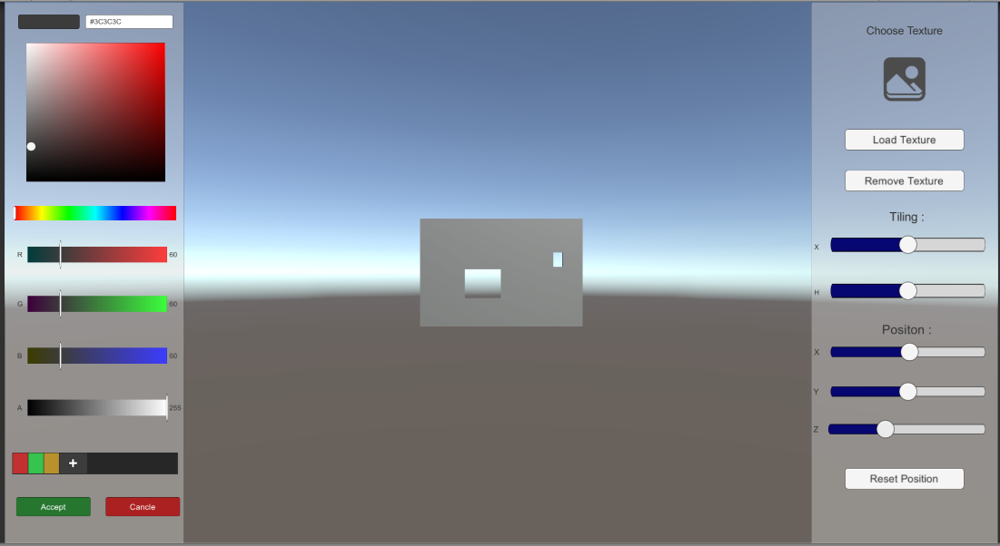 #3C3C3C
R
60
G
60
B
60
A
255
Accept
Cancle
Choose Texture
Load Texture
Remove Texture
Tiling :
X
H
Positon :
X
Y
Z
Reset Position